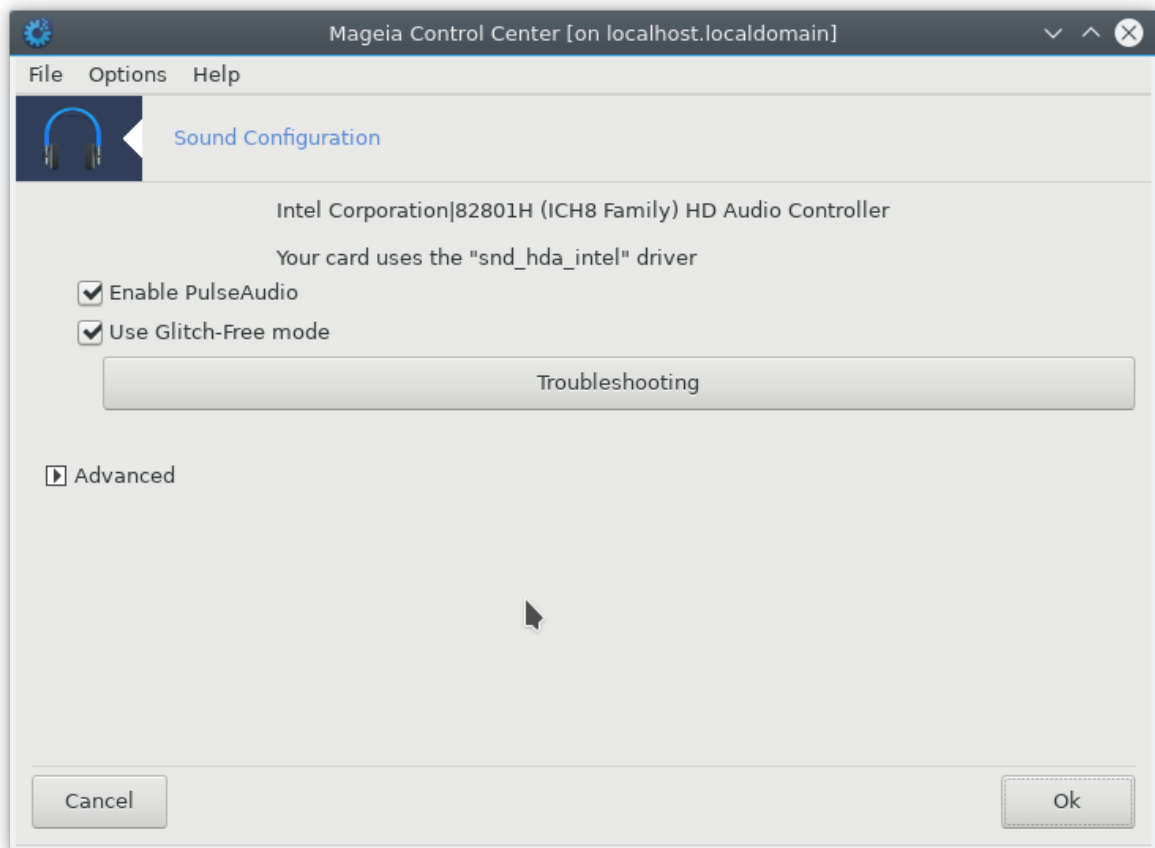 Mageia Control Center [on localhost.localdomain]
File Options Help
Sound Configuration
Intel Corporation|82801H (ICH8 Family) HD Audio Controller
Your card uses the "snd_hda_intel" driver
Enable PulseAudio
Use Glitch-Free mode
Troubleshooting
Advanced
Cancel Ok